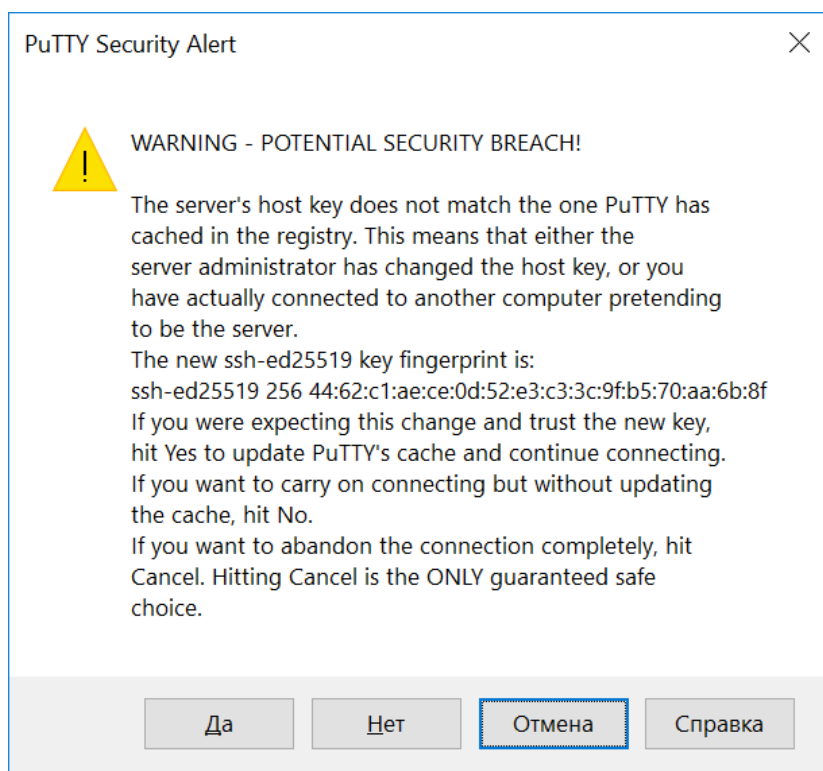 PuTTY Security Alert
WARNING - POTENTIAL SECURITY BREACH!
The server's host key does not match the one PuTTY has
cached in the registry. This means that either the
server administrator has changed the host key, or you
have actually connected to another computer pretending
to be the server.
The new ssh-ed25519 key fingerprint is:
ssh-ed25519 256 44:62:c1:ae:ce:0d:52:e3:c3:3c:9f:b5:70:aa:6b:8f
If you were expecting this change and trust the new key,
hit Yes to update PuTTY's cache and continue connecting.
If you want to carry on connecting but without updating
the cache, hit No.
If you want to abandon the connection completely, hit
Cancel. Hitting Cancel is the ONLY guaranteed safe
choice.
Да Нет Отмена Справка